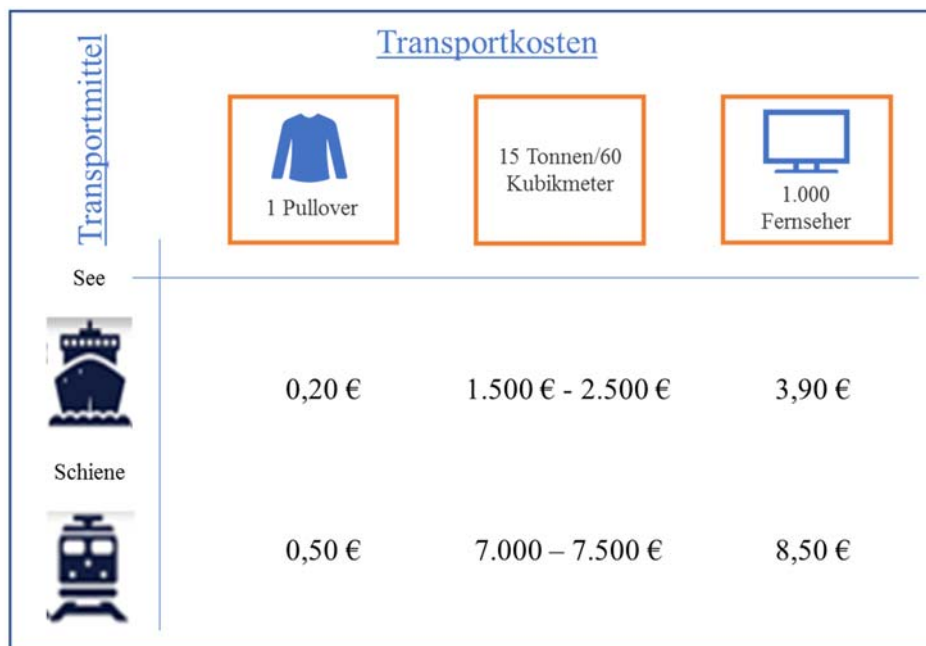 Transportkosten
Transportmittel
1 Pullover
15 Tonnen/60
Kubikmeter
1.000
Fernseher
See
0,20 €
1.500 € - 2.500 €
3,90 €
Schiene
0,50 €
7.000 – 7.500 €
8,50 €